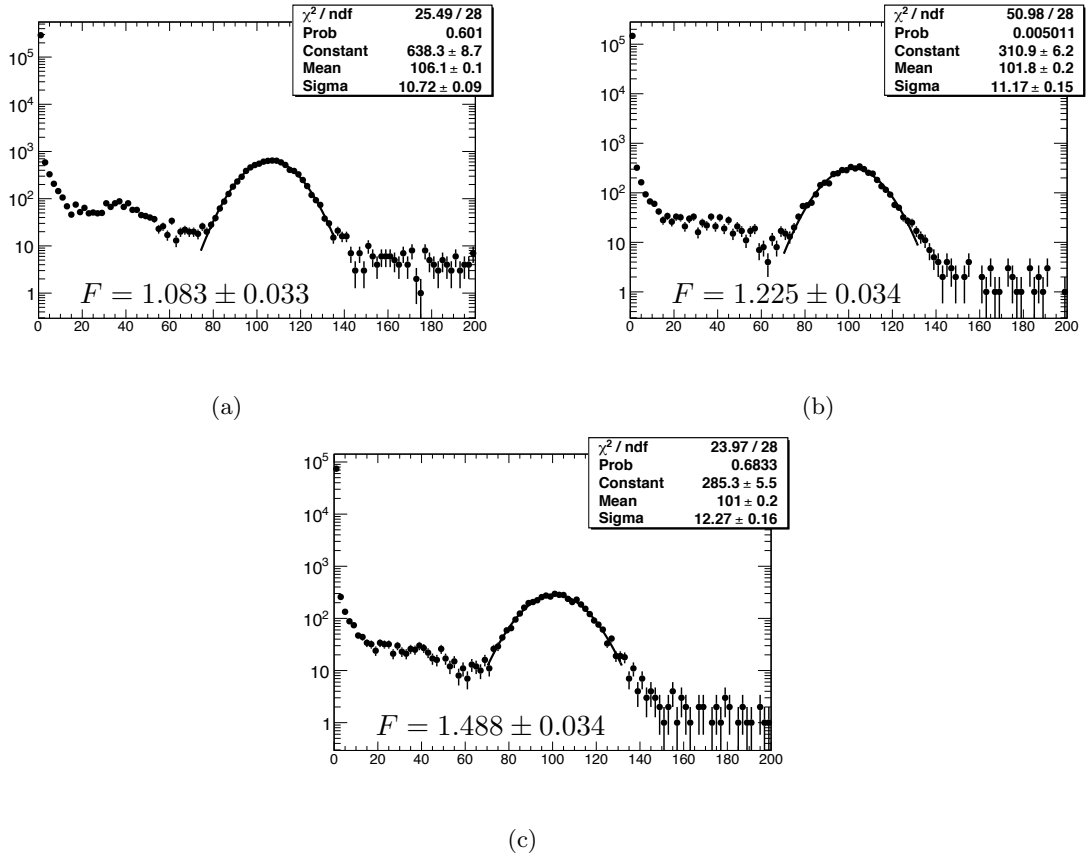 χ² / ndf 25.49 / 28
Prob 0.601
Constant 638.3 ± 8.7
Mean 106.1 ± 0.1
Sigma 10.72 ± 0.09
10⁵
10⁴
10³
10²
10
1
F = 1.083 ± 0.033
0 20 40 60 80 100 120 140 160 180 200
(a)
χ² / ndf 50.98 / 28
Prob 0.005011
Constant 310.9 ± 6.2
Mean 101.8 ± 0.2
Sigma 11.17 ± 0.15
10⁵
10⁴
10³
10²
10
1
F = 1.225 ± 0.034
0 20 40 60 80 100 120 140 160 180 200
(b)
χ² / ndf 23.97 / 28
Prob 0.6833
Constant 285.3 ± 5.5
Mean 101 ± 0.2
Sigma 12.27 ± 0.16
10⁵
10⁴
10³
10²
10
1
F = 1.488 ± 0.034
0 20 40 60 80 100 120 140 160 180 200
(c)